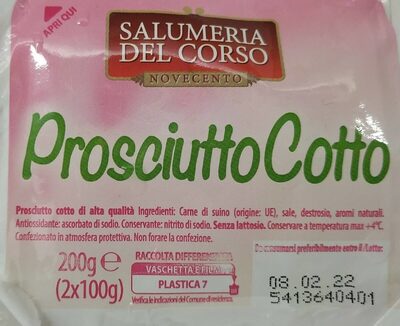 APRI QUI
SALUMERIA
DEL CORSO
NOVECENTO
Prosciutto Cotto
Prosciutto cotto di alta qualità Ingredienti: Carne di suino (origine: UE), sale, destrosio, aromi naturali.
Antiossidante: ascorbato di sodio. Conservante: nitrito di sodio. Senza lattosio. Conservare a temperatura max +4°C.
Confezionato in atmosfera protettiva. Non forare la confezione.
Da consumarsi preferibilmente entro il/Lotto:
200g e
(2x100g)
RACCOLTA DIFFERENZIATA
VASCHETTA E FILM
PLASTICA 7
Verifica le indicazioni del Comune di residenza.
08.02.22
5413640401